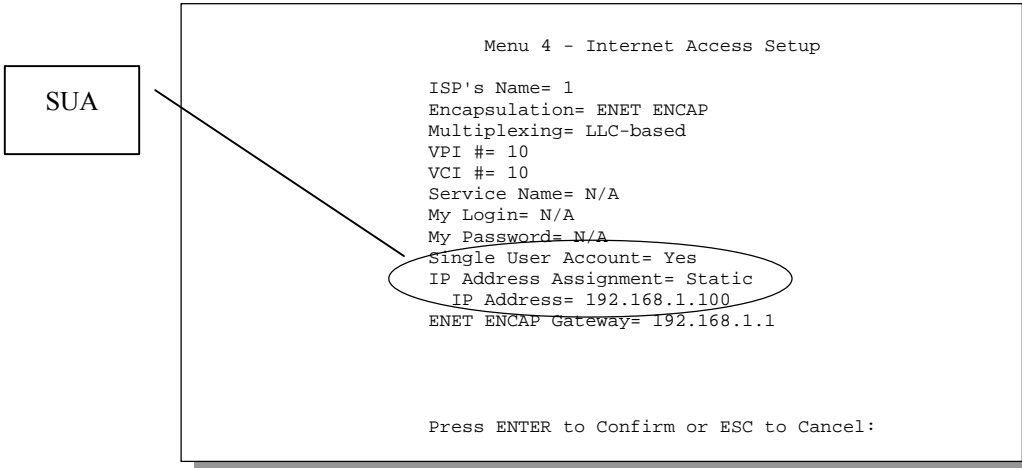 SUA
Menu 4 - Internet Access Setup
ISP's Name= 1
Encapsulation= ENET ENCAP
Multiplexing= LLC-based
VPI #= 10
VCI #= 10
Service Name= N/A
My Login= N/A
My Password= N/A
Single User Account= Yes
IP Address Assignment= Static
IP Address= 192.168.1.100
ENET ENCAP Gateway= 192.168.1.1
Press ENTER to Confirm or ESC to Cancel: